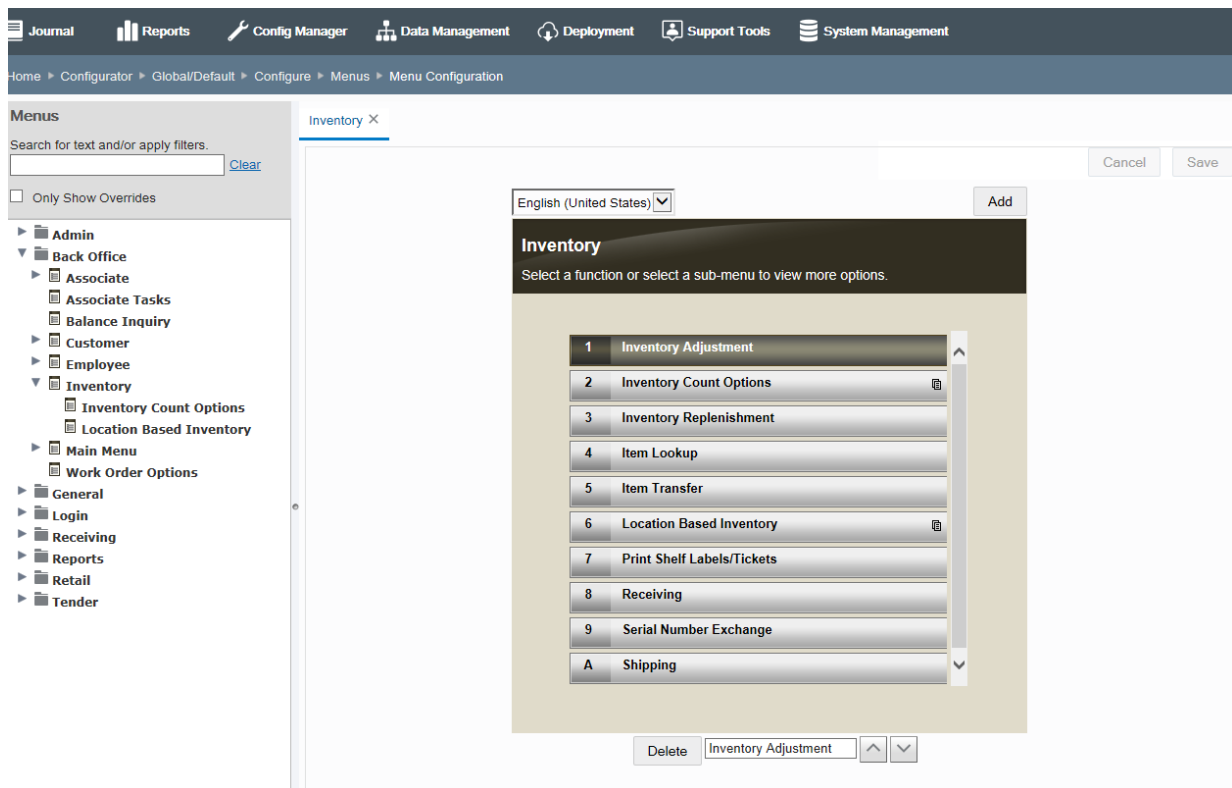 Journal Reports Config Manager Data Management Deployment Support Tools System Management
Home Configurator Global/Default Configure Menus Menu Configuration
Menus
Search for text and/or apply filters.
Clear
Only Show Overrides
Admin
Back Office
Associate
Associate Tasks
Balance Inquiry
Customer
Employee
Inventory
Inventory Count Options
Location Based Inventory
Main Menu
Work Order Options
General
Login
Receiving
Reports
Retail
Tender
Inventory
Cancel Save
English (United States) Add
Inventory
Select a function or select a sub-menu to view more options.
1 Inventory Adjustment
2 Inventory Count Options
3 Inventory Replenishment
4 Item Lookup
5 Item Transfer
6 Location Based Inventory
7 Print Shelf Labels/Tickets
8 Receiving
9 Serial Number Exchange
A Shipping
Delete Inventory Adjustment